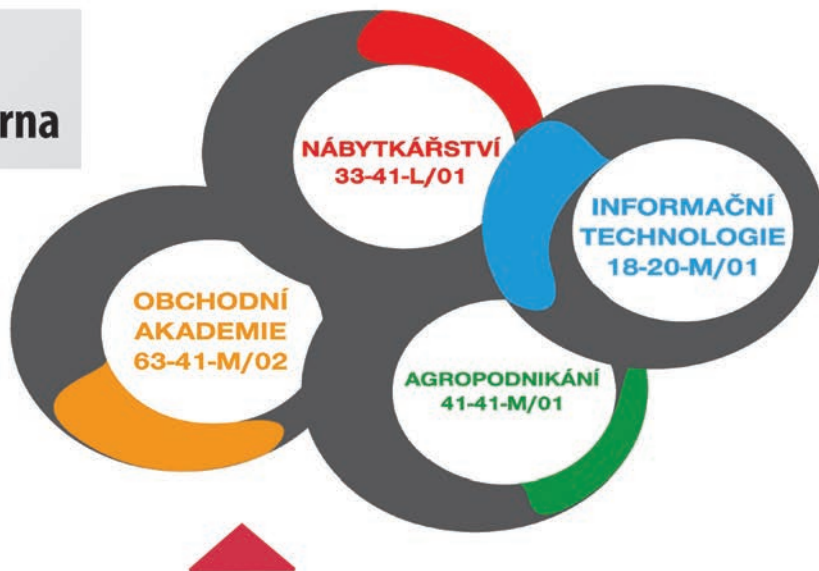 rna
NÁBYTKÁŘSTVÍ
33-41-L/01
INFORMAČNÍ
TECHNOLOGIE
18-20-M/01
OBCHODNÍ
AKADEMIE
63-41-M/02
AGROPODNIKÁNÍ
41-41-M/01